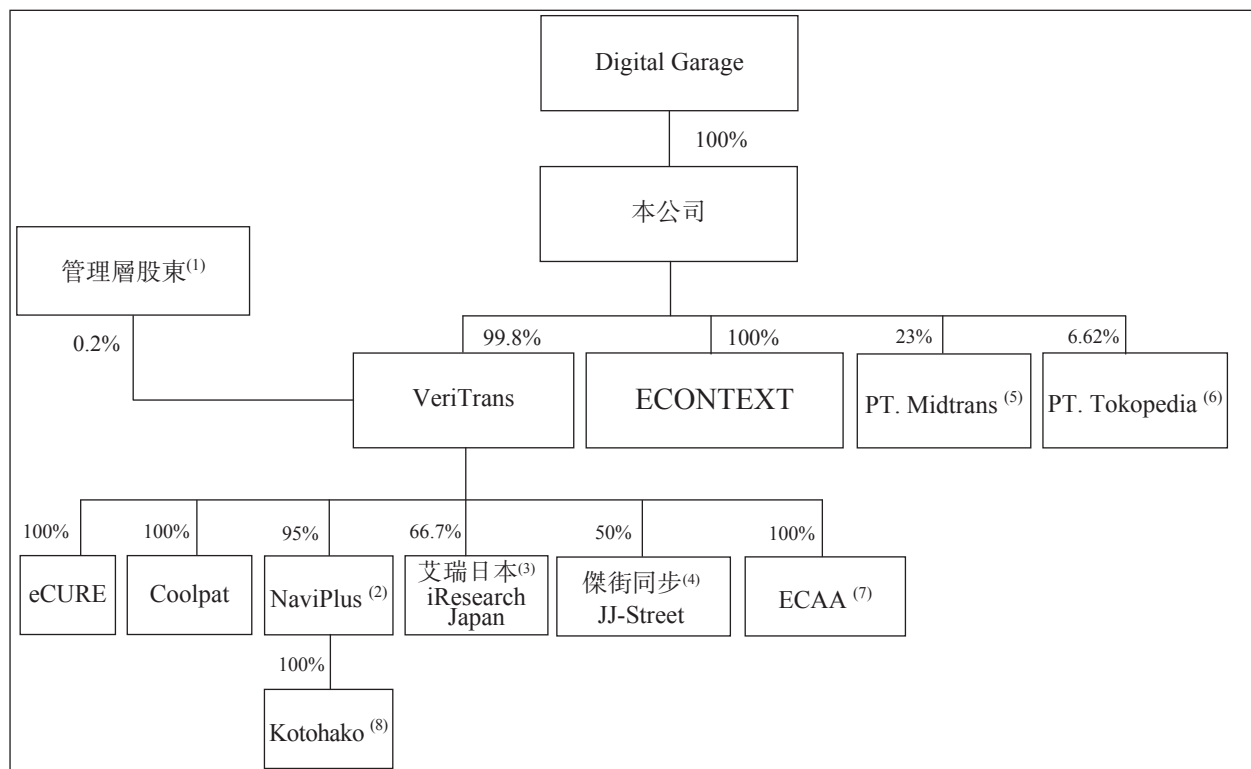 Digital Garage
100%
本公司
管理層股東(1)
0.2%
99.8%
100%
23%
6.62%
VeriTrans
ECONTEXT
PT. Midtrans (5)
PT. Tokopedia (6)
100%
100%
95%
66.7%
50%
100%
eCURE
Coolpat
NaviPlus (2)
艾瑞日本(3)
iResearch
Japan
傑街同步(4)
JJ-Street
ECAA (7)
100%
Kotohako (8)